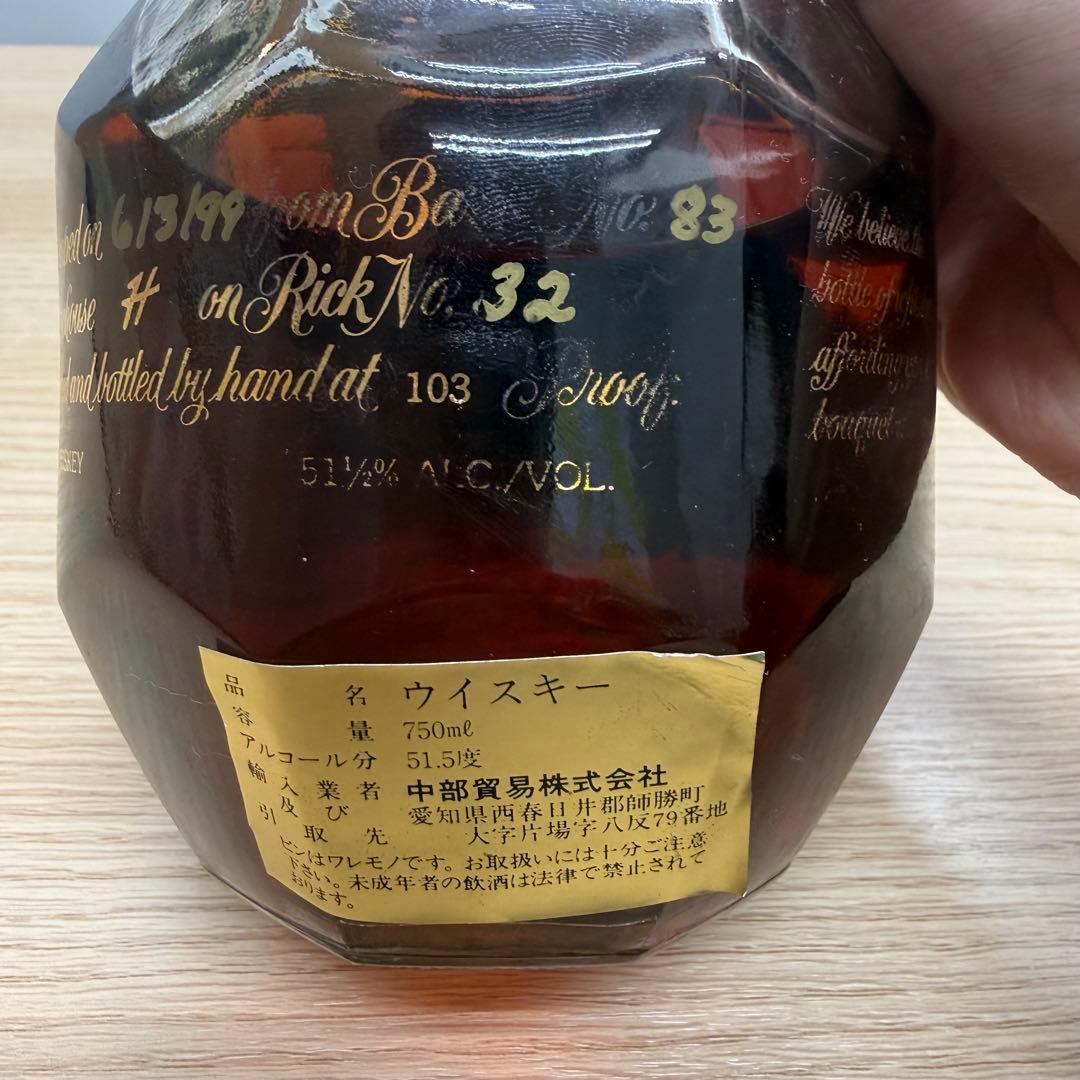 on 6/3/99 from No: 83
H on Rick No. 32
and bottled by hand at 103 Proof.
51½% ALC./VOL.
We believe
bottle of
affording
bouquet
品名 ウイスキー
容量 750mℓ
アルコール分 51.5度
輸入業者 中部貿易株式会社
及び 愛知県西春日井郡師勝町
引取先 大字片場字八反79番地
ビンはワレモノです。お取扱いには十分ご注意
下さい。未成年者の飲酒は法律で禁止されて
おります。